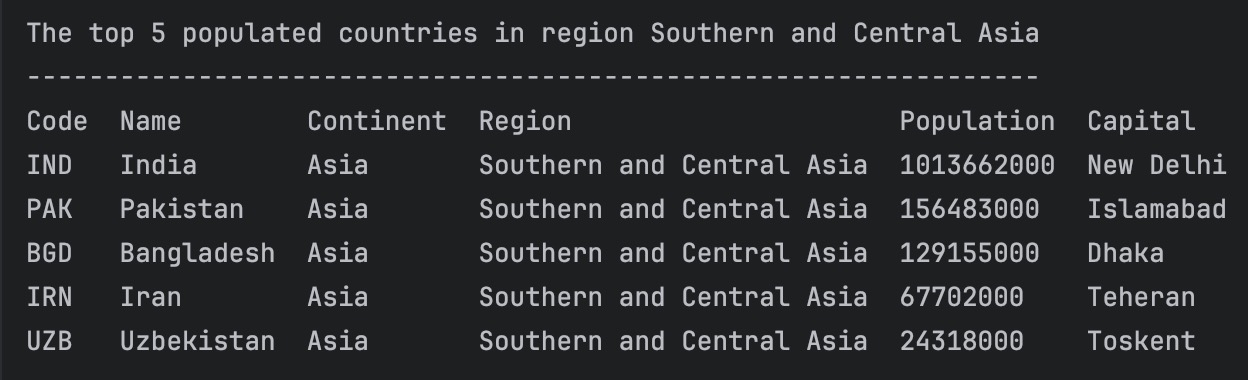 The top 5 populated countries in region Southern and Central Asia
-----------------------------------------------------------------
Code  Name        Continent  Region                     Population  Capital
IND   India       Asia       Southern and Central Asia  1013662000  New Delhi
PAK   Pakistan    Asia       Southern and Central Asia  156483000   Islamabad
BGD   Bangladesh  Asia       Southern and Central Asia  129155000   Dhaka
IRN   Iran        Asia       Southern and Central Asia  67702000    Teheran
UZB   Uzbekistan  Asia       Southern and Central Asia  24318000    Toskent